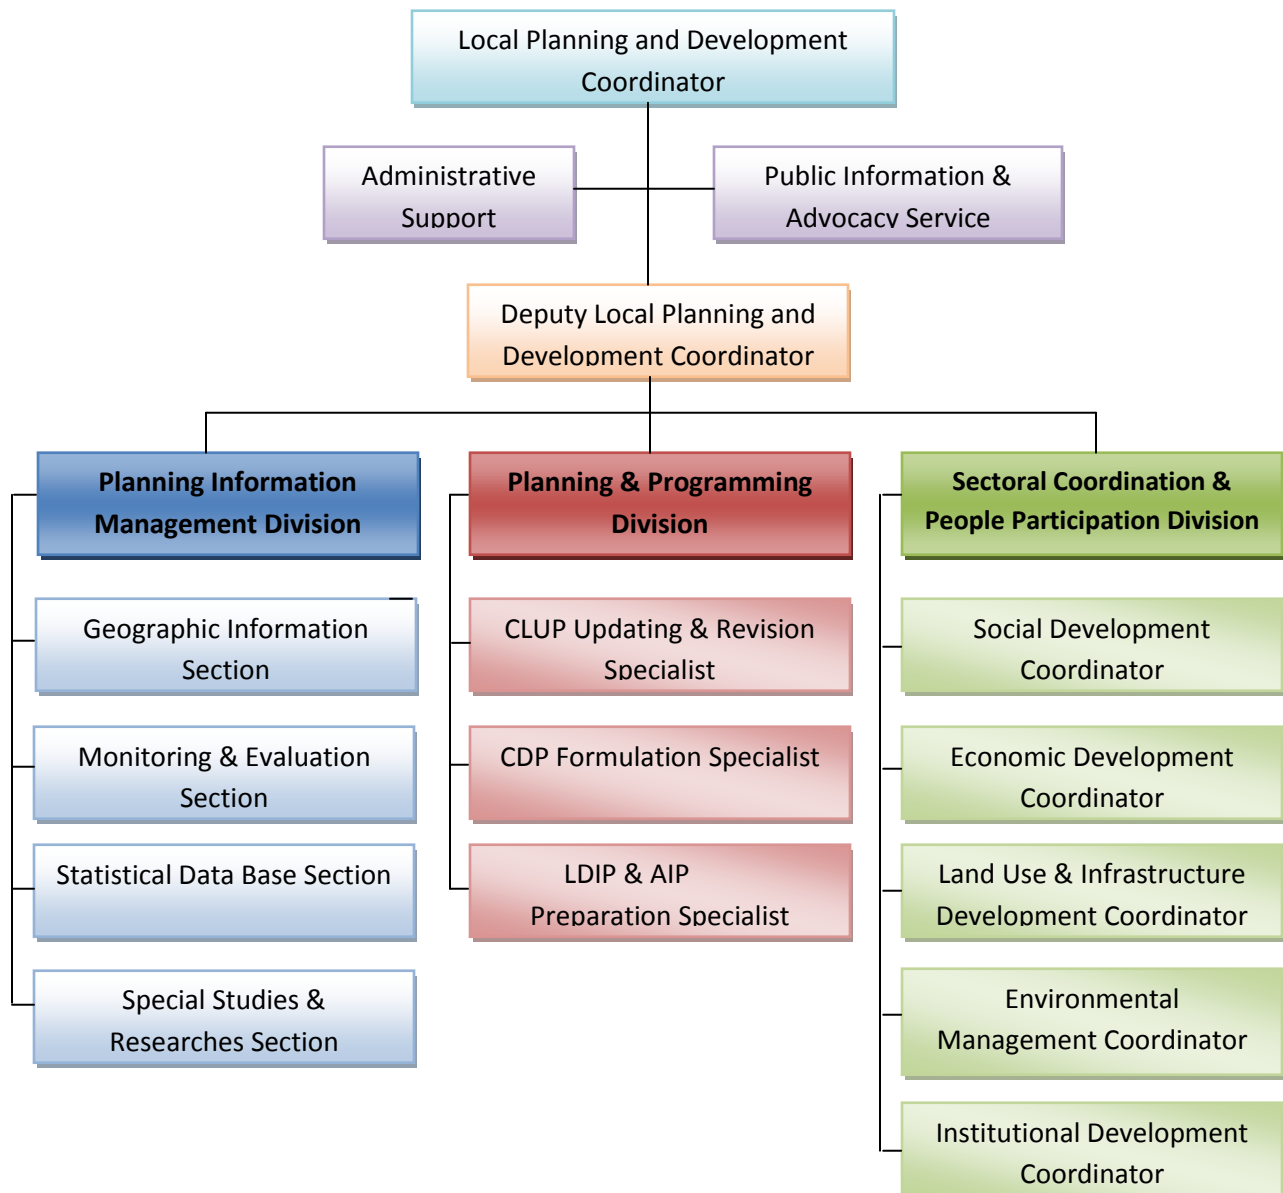 Local Planning and Development
Coordinator
Administrative
Support
Public Information &
Advocacy Service
Deputy Local Planning and
Development Coordinator
Planning Information
Management Division
Planning & Programming
Division
Sectoral Coordination &
People Participation Division
Geographic Information
Section
CLUP Updating & Revision
Specialist
Social Development
Coordinator
Monitoring & Evaluation
Section
CDP Formulation Specialist
Economic Development
Coordinator
Statistical Data Base Section
LDIP & AIP
Preparation Specialist
Land Use & Infrastructure
Development Coordinator
Special Studies &
Researches Section
Environmental
Management Coordinator
Institutional Development
Coordinator